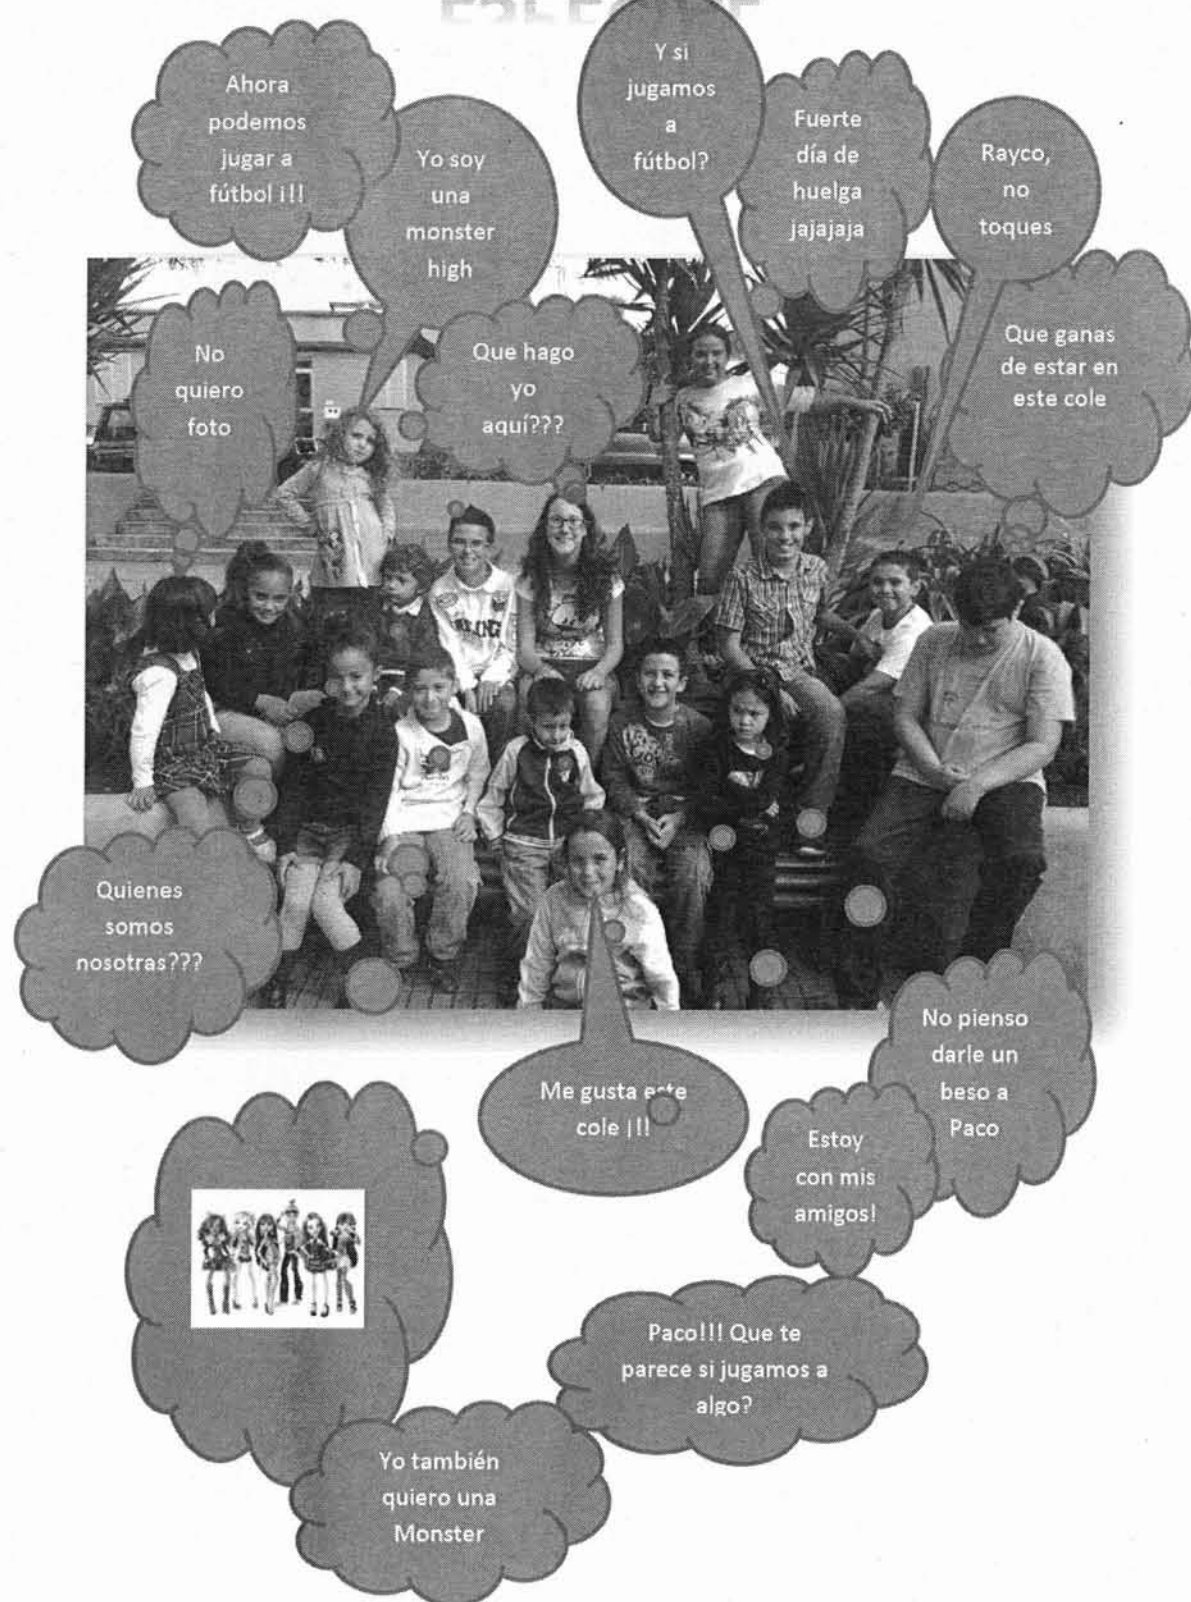 Ahora
podemos
jugar a
fútbol ¡!!
Yo soy
una
monster
high
Y si
jugamos
a
fútbol?
Fuerte
día de
huelga
jajajaja
Rayco,
no
toques
No
quiero
foto
Que hago
yo
aquí???
Que ganas
de estar en
este cole
Quienes
somos
nosotras???
Me gusta este
cole ¡!!
No pienso
darle un
beso a
Paco
Estoy
con mis
amigos!
Paco!!! Que te
parece si jugamos a
algo?
Yo también
quiero una
Monster